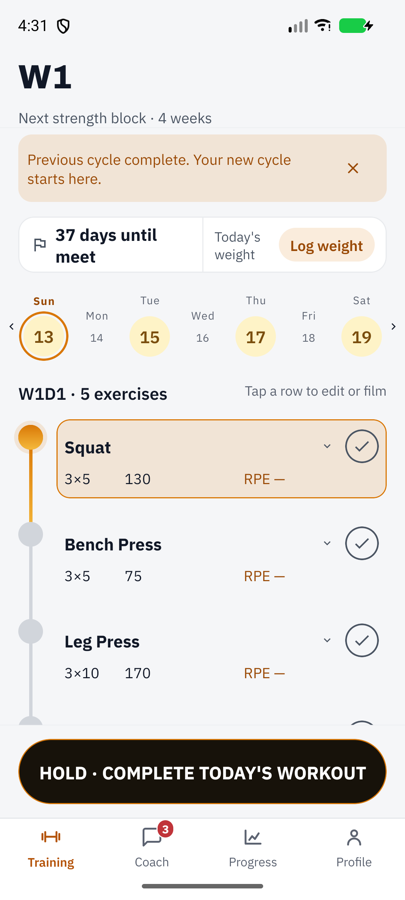 4:31
W1
Next strength block · 4 weeks
Previous cycle complete. Your new cycle
starts here.
37 days until
meet
Today's
weight
Log weight
Sun Mon Tue Wed Thu Fri Sat
13 14 15 16 17 18 19
W1D1 · 5 exercises
Tap a row to edit or film
Squat
3×5 130 RPE —
Bench Press
3×5 75 RPE —
Leg Press
3×10 170 RPE —
HOLD · COMPLETE TODAY'S WORKOUT
3
Training Coach Progress Profile